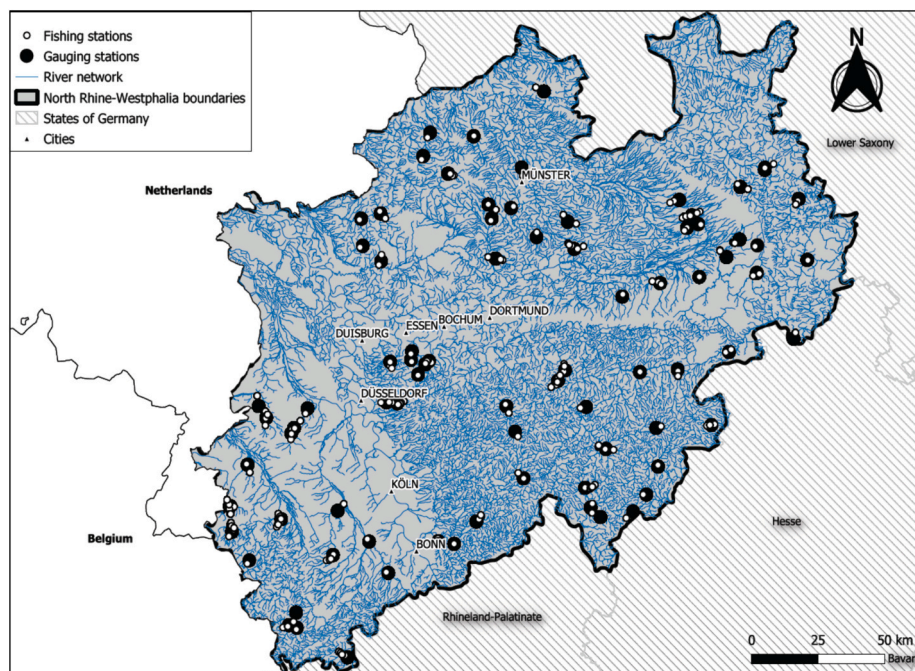 Fishing stations
Gauging stations
River network
North Rhine-Westphalia boundaries
States of Germany
Cities
N
Lower Saxony
Netherlands
MÜNSTER
DORTMUND
BOCHUM
ESSEN
DUISBURG
DÜSSELDORF
KÖLN
Hesse
Belgium
BONN
Rhineland-Palatinate
0 25 50 km
Bavar